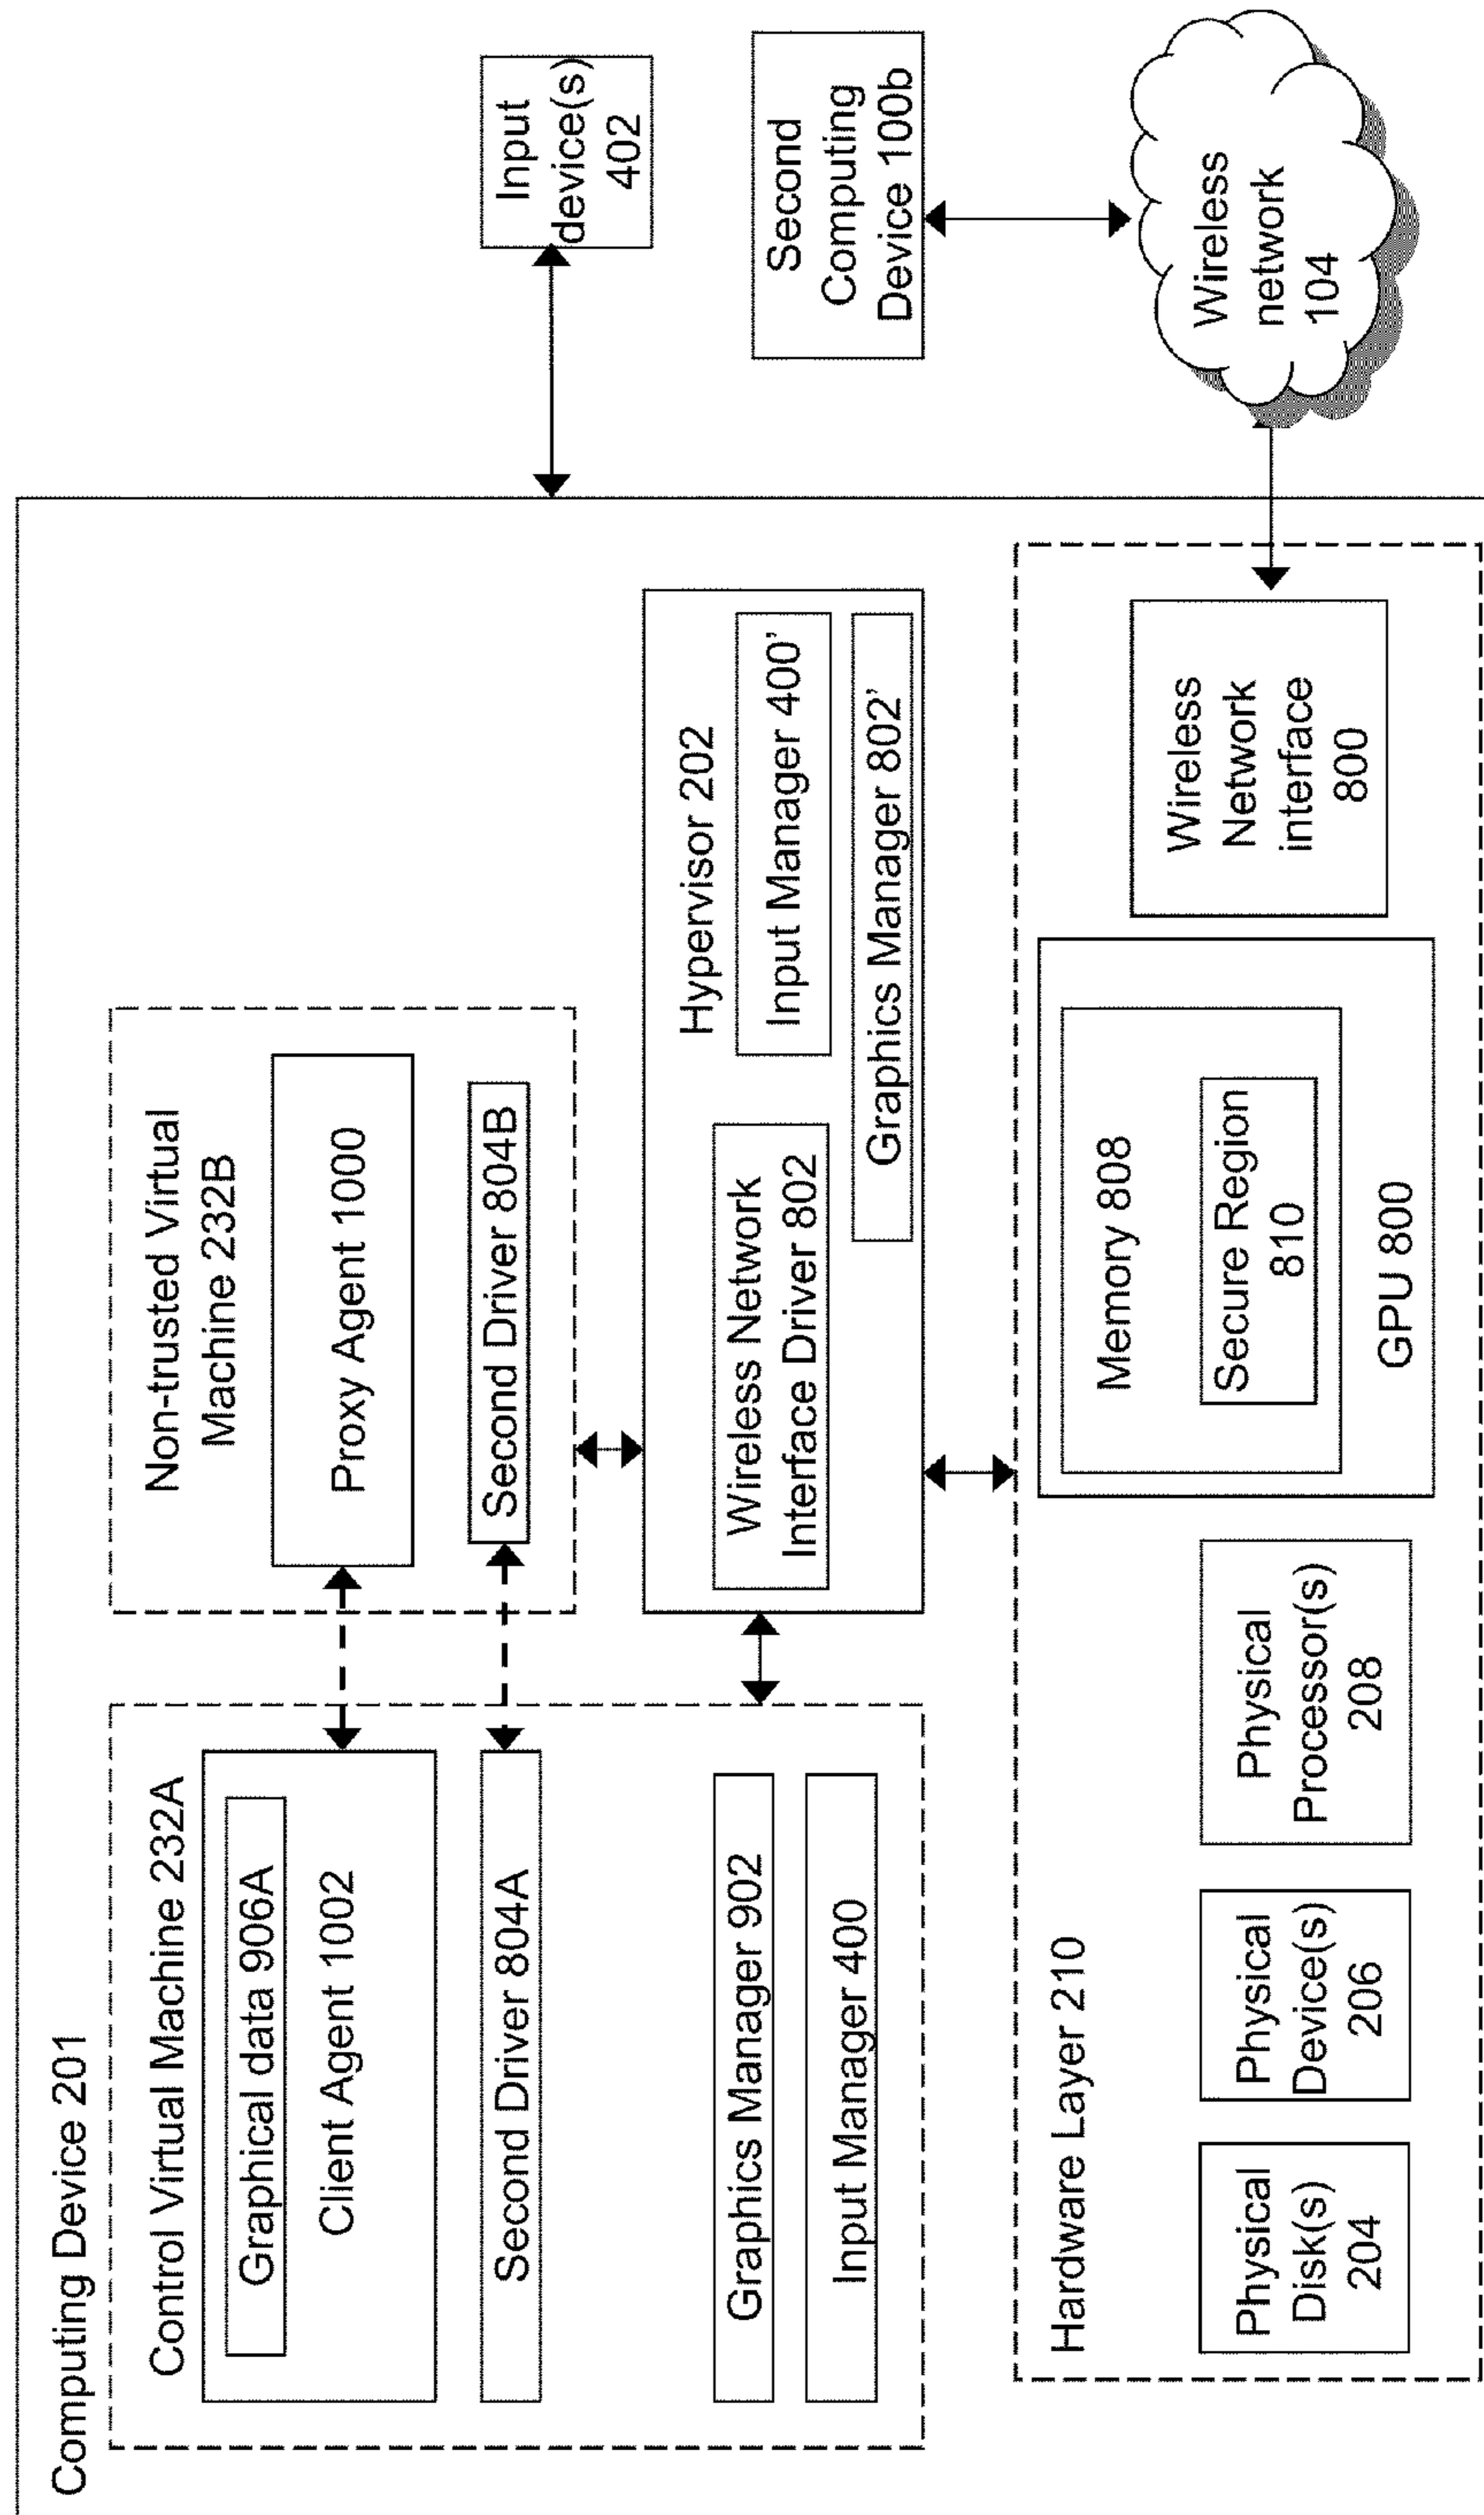 Computing Device 201
Control Virtual Machine 232A
Graphical data 906A
Client Agent 1002
Second Driver 804A
Graphics Manager 902
Input Manager 400
Non-trusted Virtual
Machine 232B
Proxy Agent 1000
Second Driver 804B
Hypervisor 202
Wireless Network
Interface Driver 802
Input Manager 400’
Graphics Manager 802’
Hardware Layer 210
Physical
Disk(s)
204
Physical
Device(s)
206
Physical
Processor(s)
208
Memory 808
Secure Region
810
GPU 800
Wireless
Network
interface
800
Input
device(s)
402
Second
Computing
Device 100b
Wireless
network
104